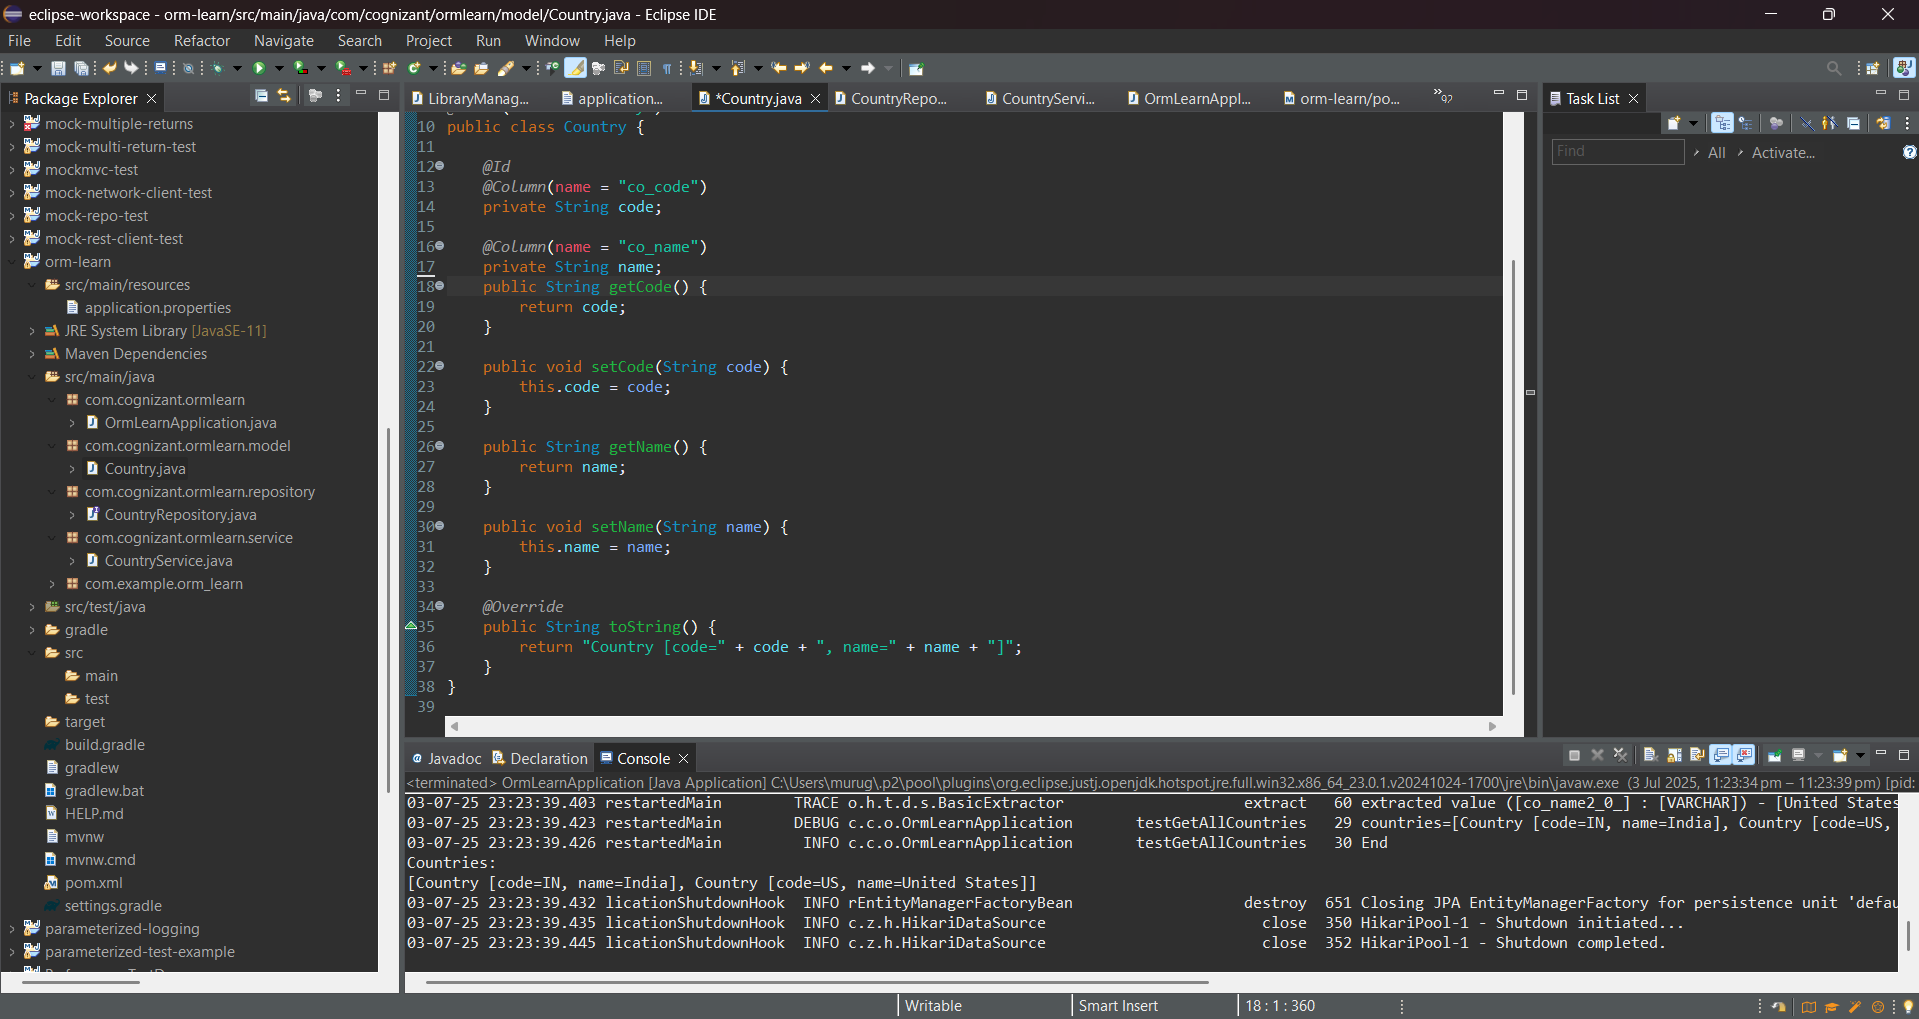 eclipse-workspace - orm-learn/src/main/java/com/cognizant/ormlearn/model/Country.java - Eclipse IDE
File Edit Source Refactor Navigate Search Project Run Window Help
Package Explorer
mock-multiple-returns
mock-multi-return-test
mockmvc-test
mock-network-client-test
mock-repo-test
mock-rest-client-test
orm-learn
src/main/resources
application.properties
JRE System Library [JavaSE-11]
Maven Dependencies
src/main/java
com.cognizant.ormlearn
OrmLearnApplication.java
com.cognizant.ormlearn.model
Country.java
com.cognizant.ormlearn.repository
CountryRepository.java
com.cognizant.ormlearn.service
CountryService.java
com.example.orm_learn
src/test/java
gradle
src
main
test
target
build.gradle
gradlew
gradlew.bat
HELP.md
mvnw
mvnw.cmd
pom.xml
settings.gradle
parameterized-logging
parameterized-test-example
LibraryManag... application... *Country.java CountryRepo... CountryServi... OrmLearnAppl... orm-learn/po... »97
10 public class Country {
11
12 @Id
13 @Column(name = "co_code")
14 private String code;
15
16 @Column(name = "co_name")
17 private String name;
18 public String getCode() {
19 return code;
20 }
21
22 public void setCode(String code) {
23 this.code = code;
24 }
25
26 public String getName() {
27 return name;
28 }
29
30 public void setName(String name) {
31 this.name = name;
32 }
33
34 @Override
35 public String toString() {
36 return "Country [code=" + code + ", name=" + name + "]";
37 }
38 }
39
Task List
Find All Activate...
Javadoc Declaration Console
<terminated> OrmLearnApplication [Java Application] C:\Users\murug\.p2\pool\plugins\org.eclipse.justj.openjdk.hotspot.jre.full.win32.x86_64_23.0.1.v20241024-1700\jre\bin\javaw.exe (3 Jul 2025, 11:23:34 pm – 11:23:39 pm) [pid:
03-07-25 23:23:39.403 restartedMain TRACE o.h.t.d.s.BasicExtractor extract 60 extracted value ([co_name2_0_] : [VARCHAR]) - [United States
03-07-25 23:23:39.423 restartedMain DEBUG c.c.o.OrmLearnApplication testGetAllCountries 29 countries=[Country [code=IN, name=India], Country [code=US,
03-07-25 23:23:39.426 restartedMain INFO c.c.o.OrmLearnApplication testGetAllCountries 30 End
Countries:
[Country [code=IN, name=India], Country [code=US, name=United States]]
03-07-25 23:23:39.432 licationShutdownHook INFO rEntityManagerFactoryBean destroy 651 Closing JPA EntityManagerFactory for persistence unit 'defau
03-07-25 23:23:39.435 licationShutdownHook INFO c.z.h.HikariDataSource close 350 HikariPool-1 - Shutdown initiated...
03-07-25 23:23:39.445 licationShutdownHook INFO c.z.h.HikariDataSource close 352 HikariPool-1 - Shutdown completed.
Writable Smart Insert 18 : 1 : 360